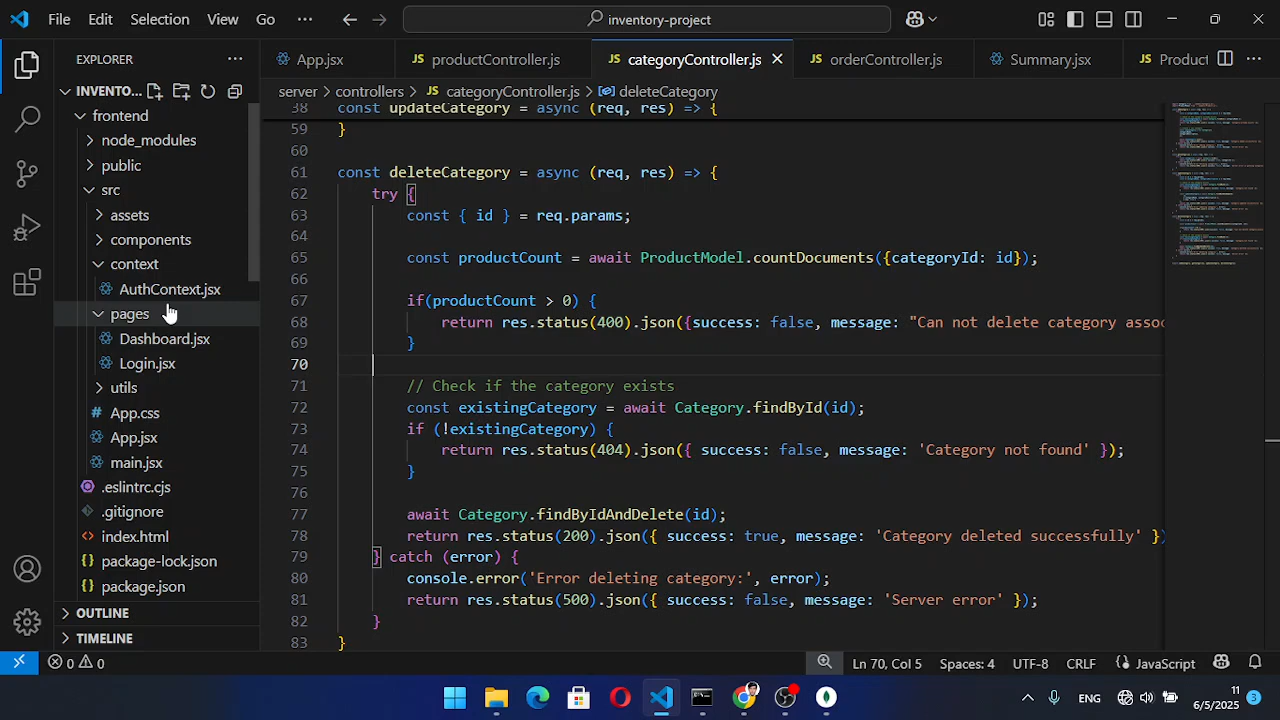 File Edit Selection View Go ··· inventory-project
EXPLORER ···
App.jsx JS productController.js JS categoryController.js JS orderController.js Summary.jsx JS Product ···
INVENTO...
server > controllers > JS categoryController.js > deleteCategory
frontend
node_modules
public
src
assets
components
context
AuthContext.jsx
pages
Dashboard.jsx
Login.jsx
utils
# App.css
App.jsx
main.jsx
.eslintrc.cjs
.gitignore
<> index.html
{} package-lock.json
{} package.json
OUTLINE
TIMELINE
38 const updateCategory = async (req, res) => {
59 }
60
61 const deleteCategory = async (req, res) => {
62 try {
63 const { id } = req.params;
64
65 const productCount = await ProductModel.countDocuments({categoryId: id});
66
67 if(productCount > 0) {
68 return res.status(400).json({success: false, message: "Can not delete category assoc
69 }
70
71 // Check if the category exists
72 const existingCategory = await Category.findById(id);
73 if (!existingCategory) {
74 return res.status(404).json({ success: false, message: 'Category not found' });
75 }
76
77 await Category.findByIdAndDelete(id);
78 return res.status(200).json({ success: true, message: 'Category deleted successfully' })
79 } catch (error) {
80 console.error('Error deleting category:', error);
81 return res.status(500).json({ success: false, message: 'Server error' });
82 }
83 }
0 0 Ln 70, Col 5 Spaces: 4 UTF-8 CRLF {} JavaScript
ENG 11 3
6/5/2025